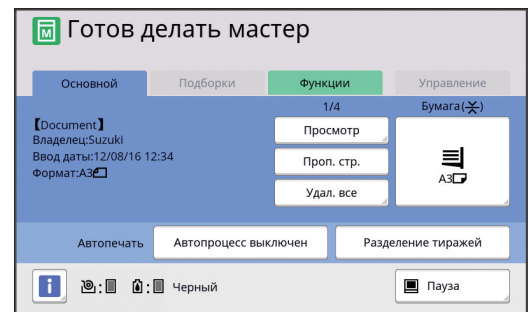 M Готов делать мастер
Основной Подборки Функции Управление
1/4 Бумага( )
【Document】
Владелец:Suzuki
Ввод даты:12/08/16 12:34
Формат:A3
Просмотр
Проп. стр.
Удал. все
A3
Автопечать Автопроцесс выключен Разделение тиражей
i : : Черный Пауза